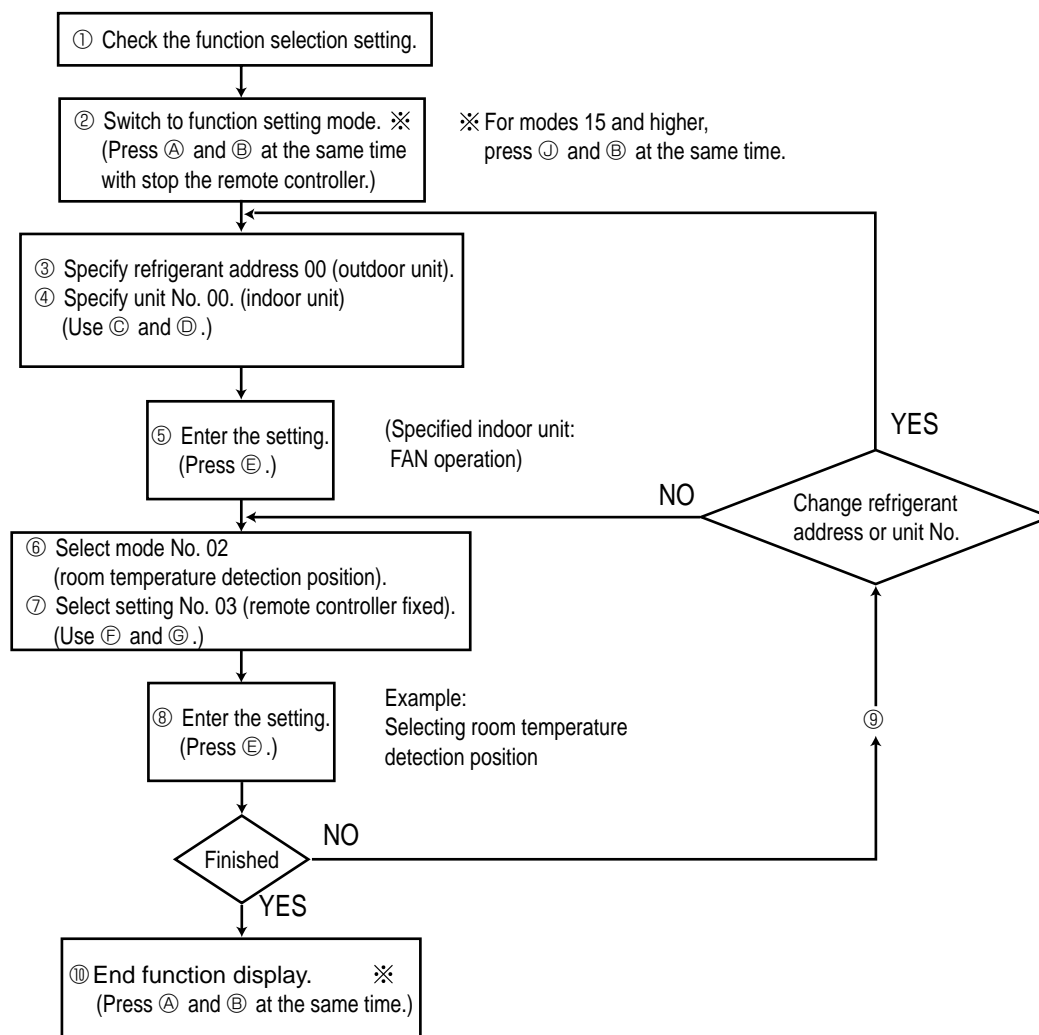 ① Check the function selection setting.
② Switch to function setting mode. ※
(Press Ⓐ and Ⓑ at the same time
with stop the remote controller.)
※ For modes 15 and higher,
press Ⓙ and Ⓑ at the same time.
③ Specify refrigerant address 00 (outdoor unit).
④ Specify unit No. 00. (indoor unit)
(Use Ⓒ and Ⓓ.)
⑤ Enter the setting.
(Press Ⓔ.)
(Specified indoor unit:
FAN operation)
YES
NO
Change refrigerant
address or unit No.
⑥ Select mode No. 02
(room temperature detection position).
⑦ Select setting No. 03 (remote controller fixed).
(Use Ⓕ and Ⓖ.)
⑧ Enter the setting.
(Press Ⓔ.)
Example:
Selecting room temperature
detection position
⑨
Finished
NO
YES
⑩ End function display. ※
(Press Ⓐ and Ⓑ at the same time.)